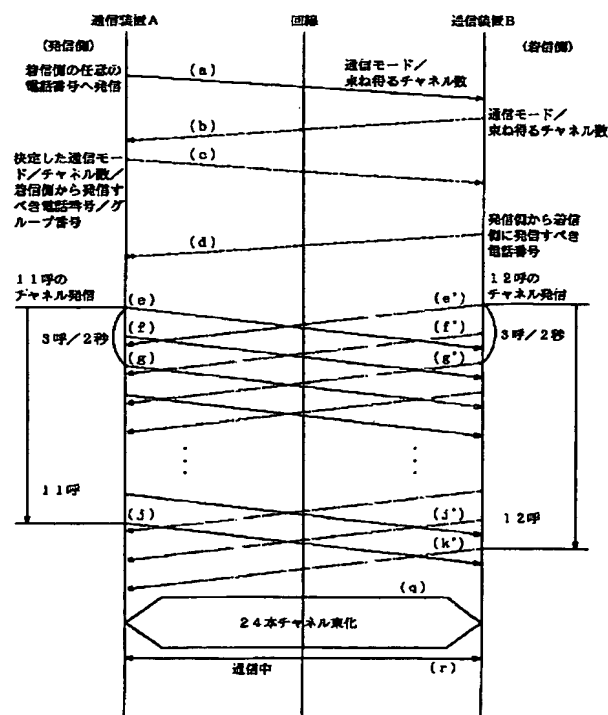 通信装置A
回線
通信装置B
(発信側)
(着信側)
着信側の任意の
電話番号へ発信
(a)
通信モード/
束ね得るチャネル数
(b)
通信モード/
束ね得るチャネル数
決定した通信モー
ド/チャネル数/
着信側から発信す
べき電話番号/グ
ループ番号
(c)
発信側から着信
側に発信すべき
電話番号
(d)
11呼の
チャネル発信
12呼の
チャネル発信
(e)
(e')
3呼/2秒
(f)
(f')
3呼/2秒
(g)
(g')
11呼
(j)
(j')
12呼
(k')
(q)
24本チャネル束化
通信中
(r)